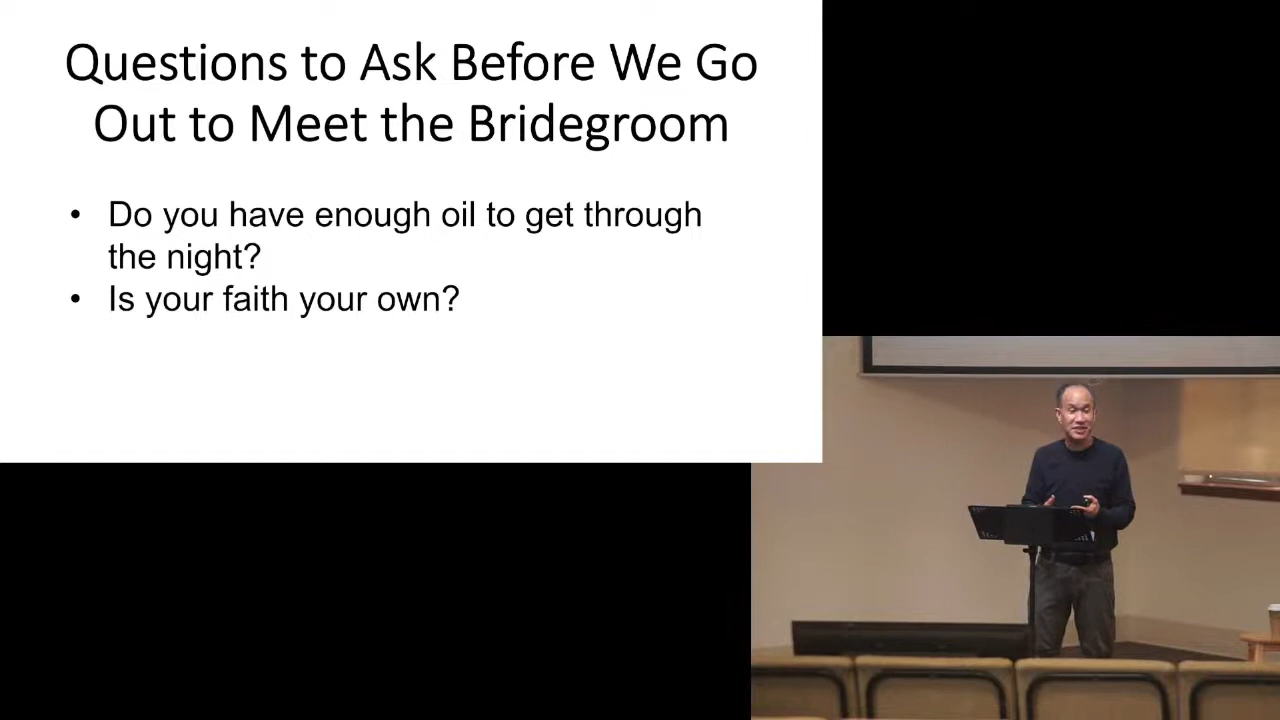 Questions to Ask Before We Go
Out to Meet the Bridegroom
• Do you have enough oil to get through
the night?
• Is your faith your own?